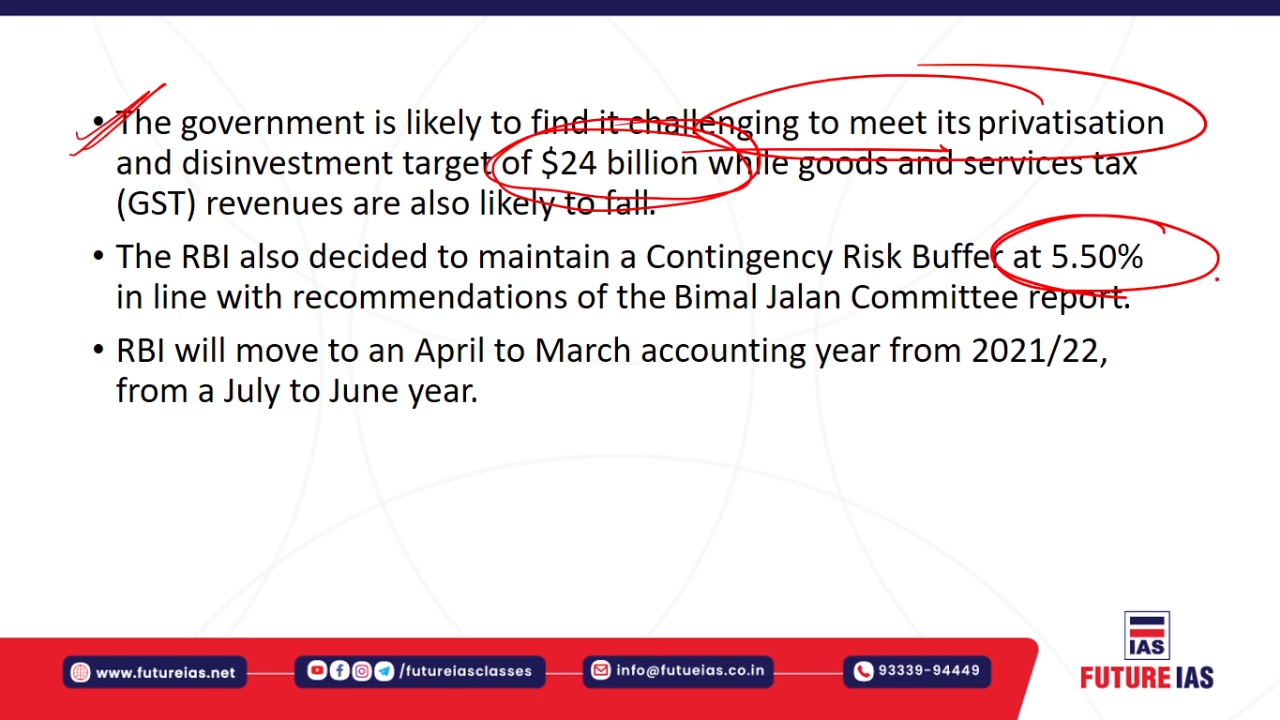 • The government is likely to find it challenging to meet its privatisation
and disinvestment target of $24 billion while goods and services tax
(GST) revenues are also likely to fall.
• The RBI also decided to maintain a Contingency Risk Buffer at 5.50%
in line with recommendations of the Bimal Jalan Committee report.
• RBI will move to an April to March accounting year from 2021/22,
from a July to June year.
IAS
FUTURE IAS
www.futureias.net
/futureiasclasses
info@futueias.co.in
93339-94449